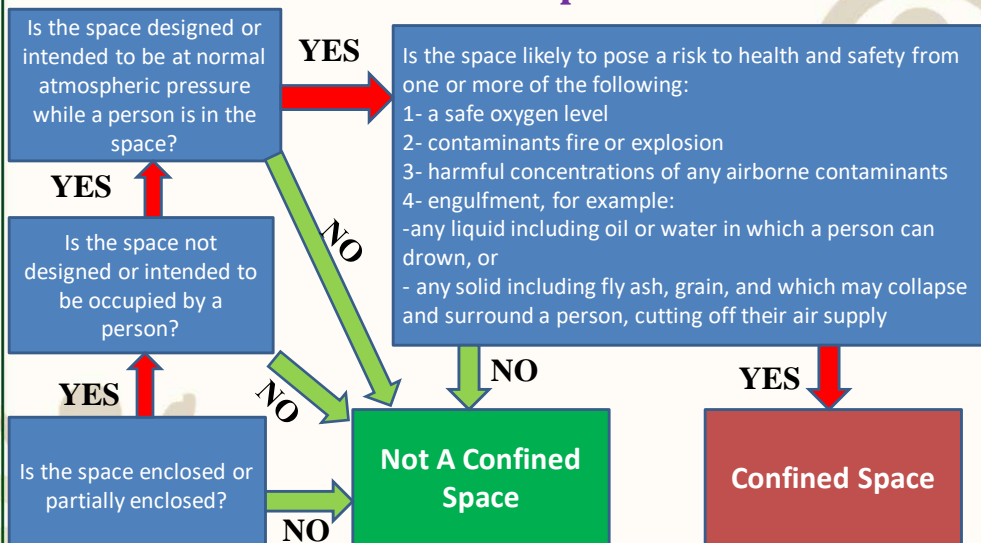 Is the space designed or
intended to be at normal
atmospheric pressure
while a person is in the
space?
YES
Is the space likely to pose a risk to health and safety from
one or more of the following:
1- a safe oxygen level
2- contaminants fire or explosion
3- harmful concentrations of any airborne contaminants
4- engulfment, for example:
-any liquid including oil or water in which a person can
drown, or
- any solid including fly ash, grain, and which may collapse
and surround a person, cutting off their air supply
YES
NO
Is the space not
designed or intended to
be occupied by a
person?
YES
NO
NO
YES
Is the space enclosed or
partially enclosed?
NO
Not A Confined
Space
Confined Space